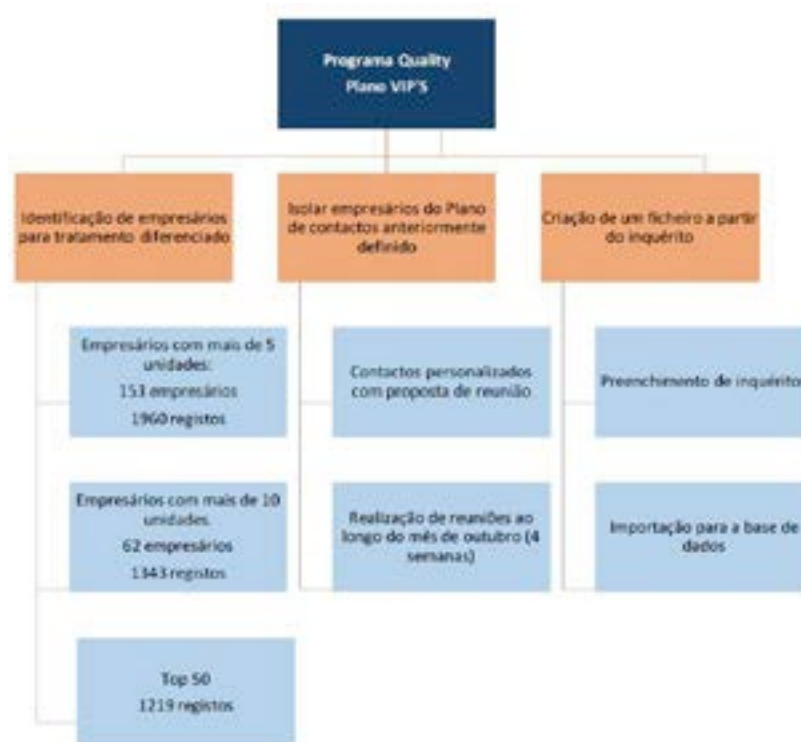 Programa Quality
Plano VIP'S
Identificação de empresários
para tratamento diferenciado
Isolar empresários do Plano
de contactos anteriormente
definido
Criação de um ficheiro a partir
do inquérito
Empresários com mais de 5
unidades:
153 empresários
1960 registos
Contactos personalizados
com proposta de reunião
Preenchimento de inquéritos
Empresários com mais de 10
unidades.
62 empresários
1343 registos
Realização de reuniões ao
longo do mês de outubro (4
semanas)
Importação para a base de
dados
Top 50
1219 registos